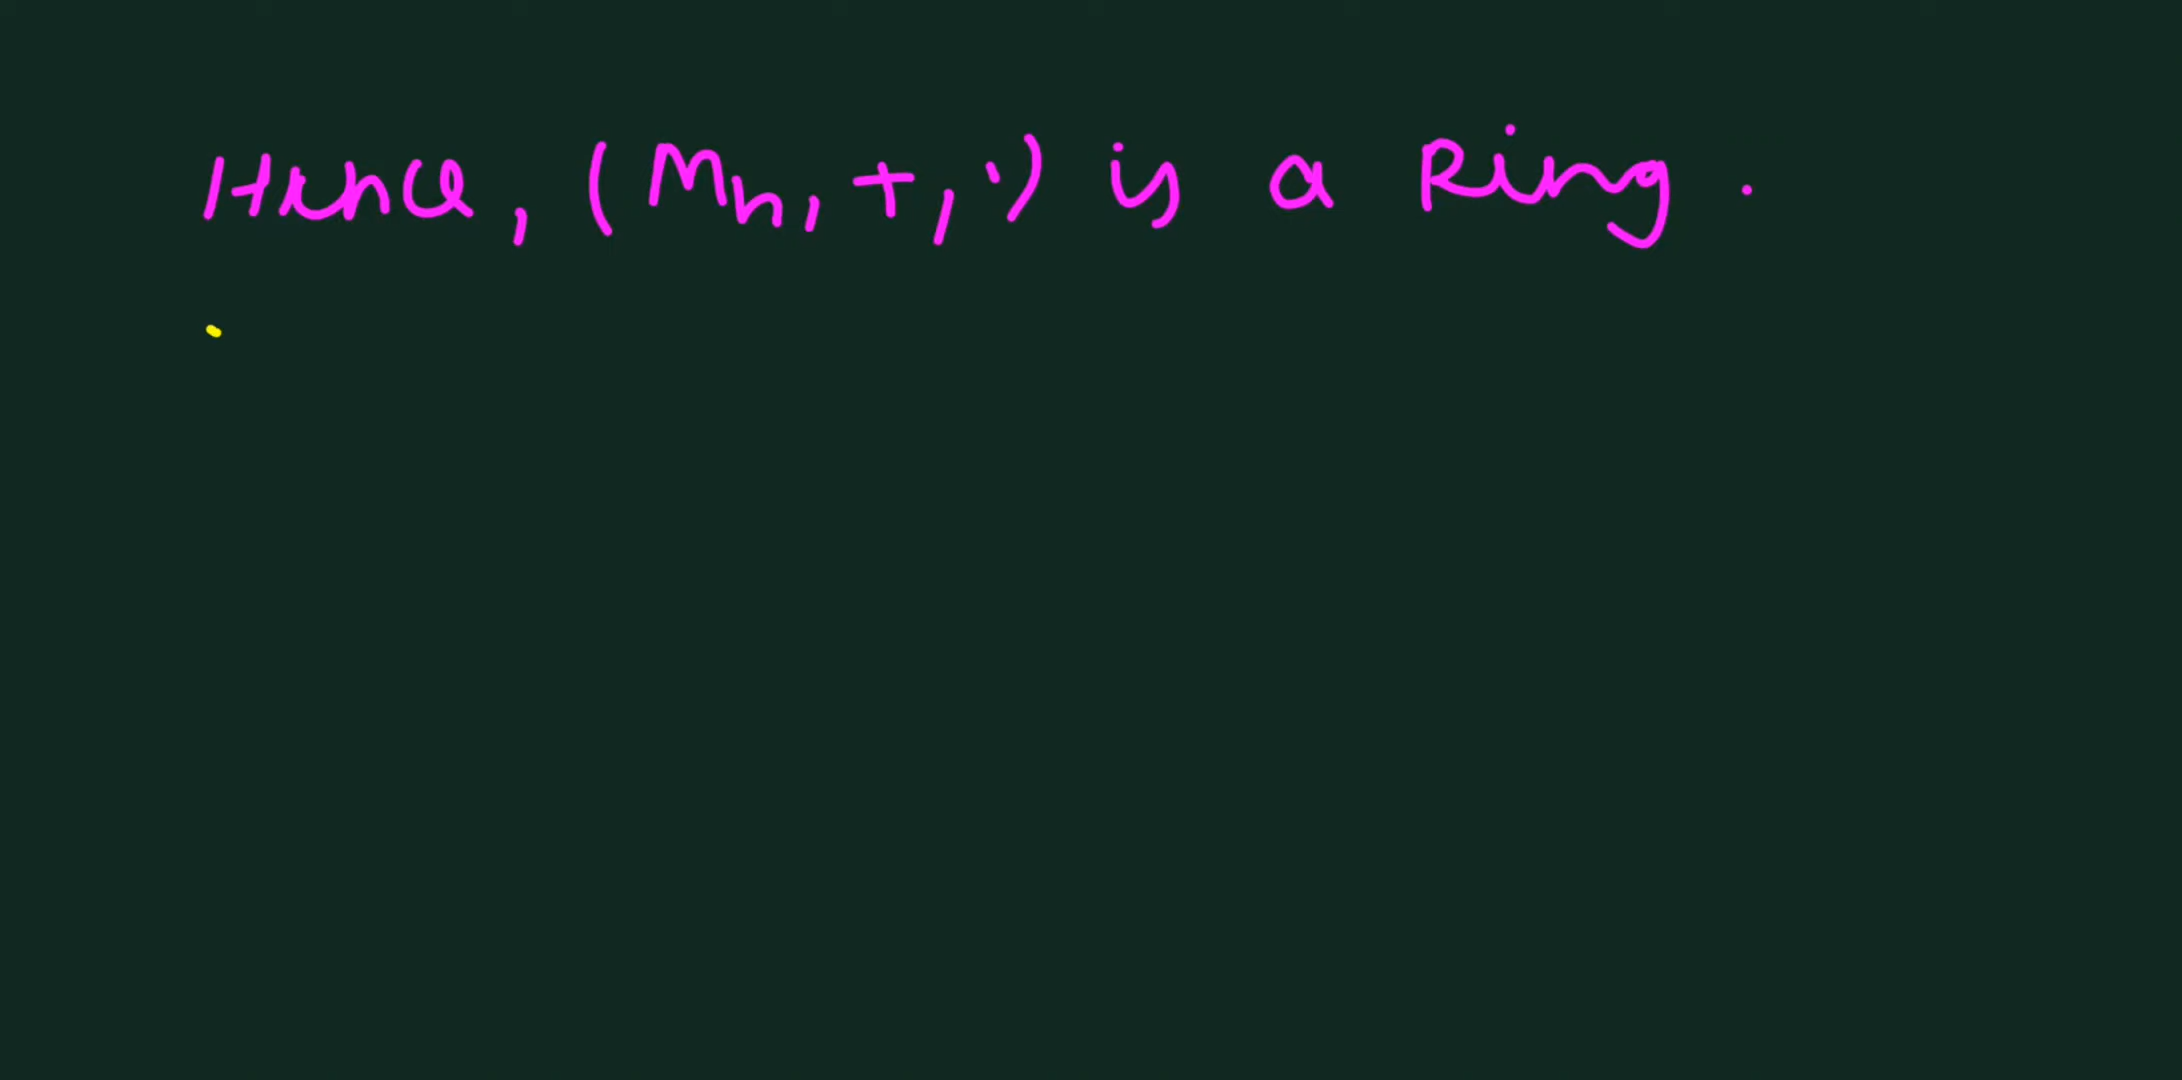 Hence, (Mn, +, ·) is a Ring.